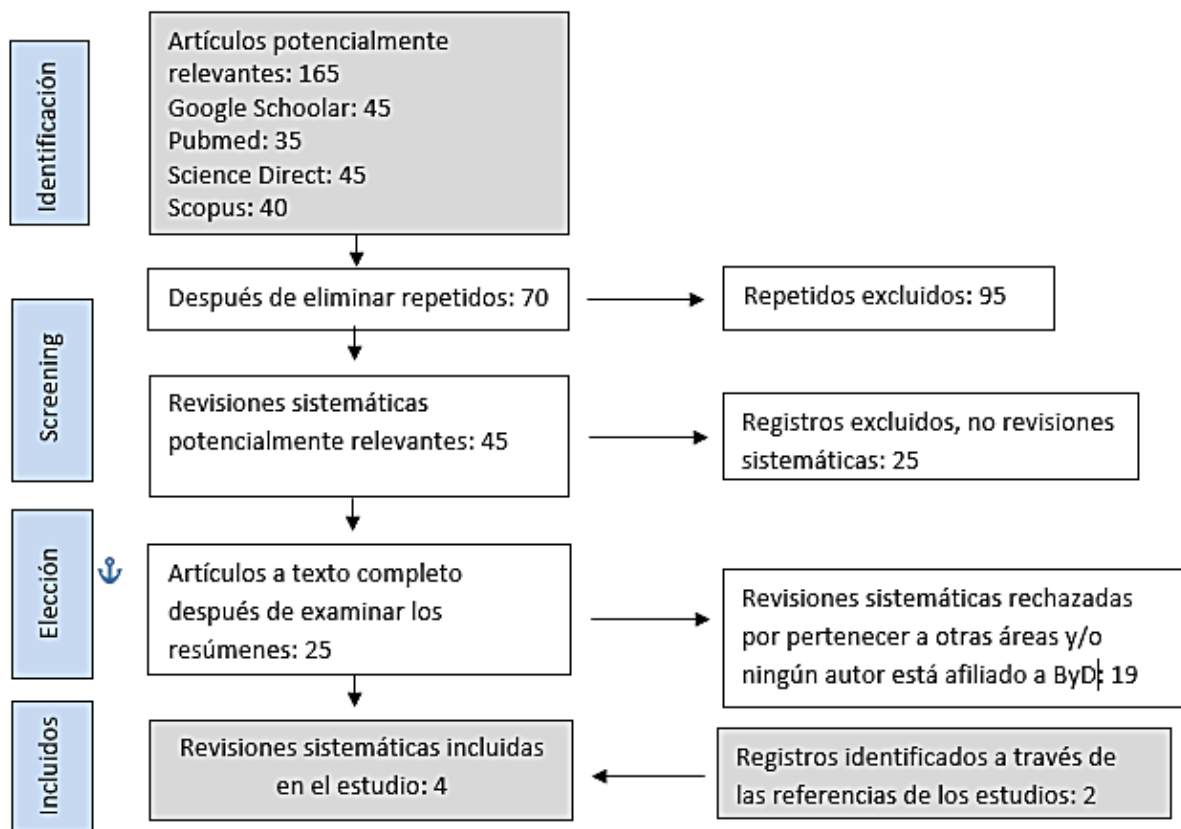 Identificación
Artículos potencialmente
relevantes: 165
Google Schoolar: 45
Pubmed: 35
Science Direct: 45
Scopus: 40
Screening
Después de eliminar repetidos: 70
Repetidos excluidos: 95
Revisiones sistemáticas
potencialmente relevantes: 45
Registros excluidos, no revisiones
sistemáticas: 25
Elección
Artículos a texto completo
después de examinar los
resúmenes: 25
Revisiones sistemáticas rechazadas
por pertenecer a otras áreas y/o
ningún autor está afiliado a ByD: 19
Incluidos
Revisiones sistemáticas incluidas
en el estudio: 4
Registros identificados a través de
las referencias de los estudios: 2